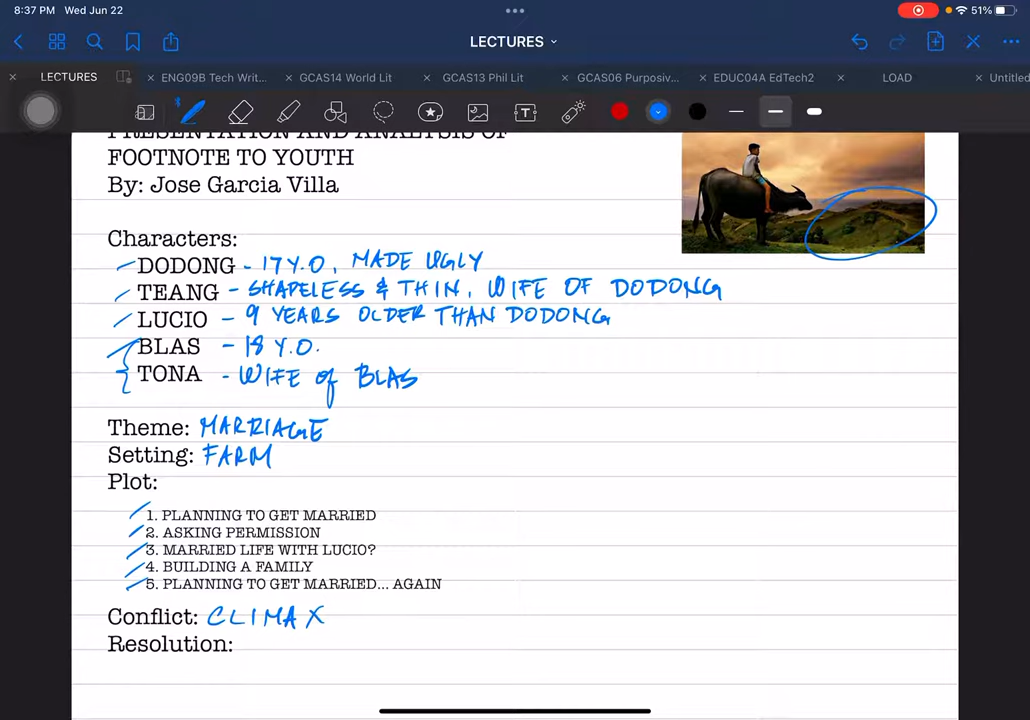 8:37 PM Wed Jun 22
51%
LECTURES
LECTURES
ENG09B Tech Writ...
GCAS14 World Lit
GCAS13 Phil Lit
GCAS06 Purposiv...
EDUC04A EdTech2
LOAD
Untitled
PRESENTATION AND ANALYSIS OF
FOOTNOTE TO YOUTH
By: Jose Garcia Villa
Characters:
DODONG - 17 Y.O, MADE UGLY
TEANG - SHAPELESS & THIN, WIFE OF DODONG
LUCIO - 9 YEARS OLDER THAN DODONG
BLAS - 18 Y.O.
TONA - WIFE of BLAS
Theme: MARRIAGE
Setting: FARM
Plot:
1. PLANNING TO GET MARRIED
2. ASKING PERMISSION
3. MARRIED LIFE WITH LUCIO?
4. BUILDING A FAMILY
5. PLANNING TO GET MARRIED... AGAIN
Conflict: CLIMAX
Resolution: